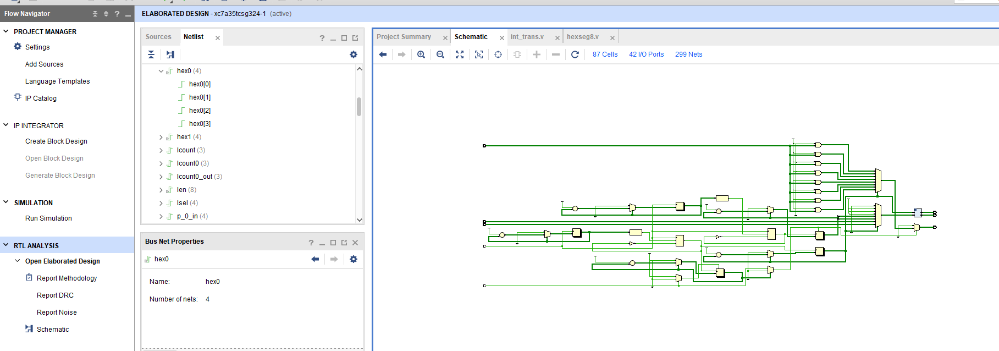 Flow Navigator
PROJECT MANAGER
Settings
Add Sources
Language Templates
IP Catalog
IP INTEGRATOR
Create Block Design
Open Block Design
Generate Block Design
SIMULATION
Run Simulation
RTL ANALYSIS
Open Elaborated Design
Report Methodology
Report DRC
Report Noise
Schematic
ELABORATED DESIGN - xc7a35tcsg324-1 (active)
Sources
Netlist
hex0 (4)
hex0[0]
hex0[1]
hex0[2]
hex0[3]
hex1 (4)
lcount (3)
lcount0 (3)
lcount0_out (3)
len (8)
lsel (4)
p_0_in (4)
Bus Net Properties
hex0
Name: hex0
Number of nets: 4
Project Summary
Schematic
int_trans.v
hexseg8.v
87 Cells 42 I/O Ports 299 Nets